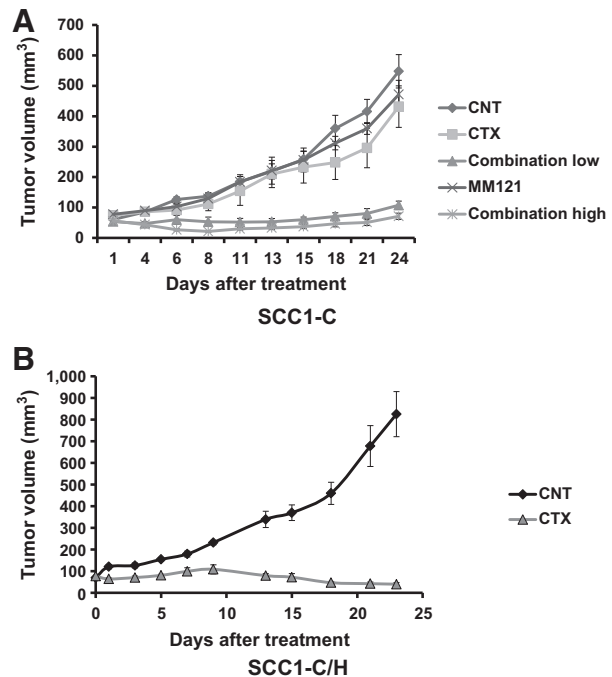 A
Tumor volume (mm3)
700
600
500
400
300
200
100
0
1 4 6 8 11 13 15 18 21 24
Days after treatment
SCC1-C
CNT
CTX
Combination low
MM121
Combination high
B
Tumor volume (mm3)
1,000
900
800
700
600
500
400
300
200
100
0
0 5 10 15 20 25
Days after treatment
SCC1-C/H
CNT
CTX